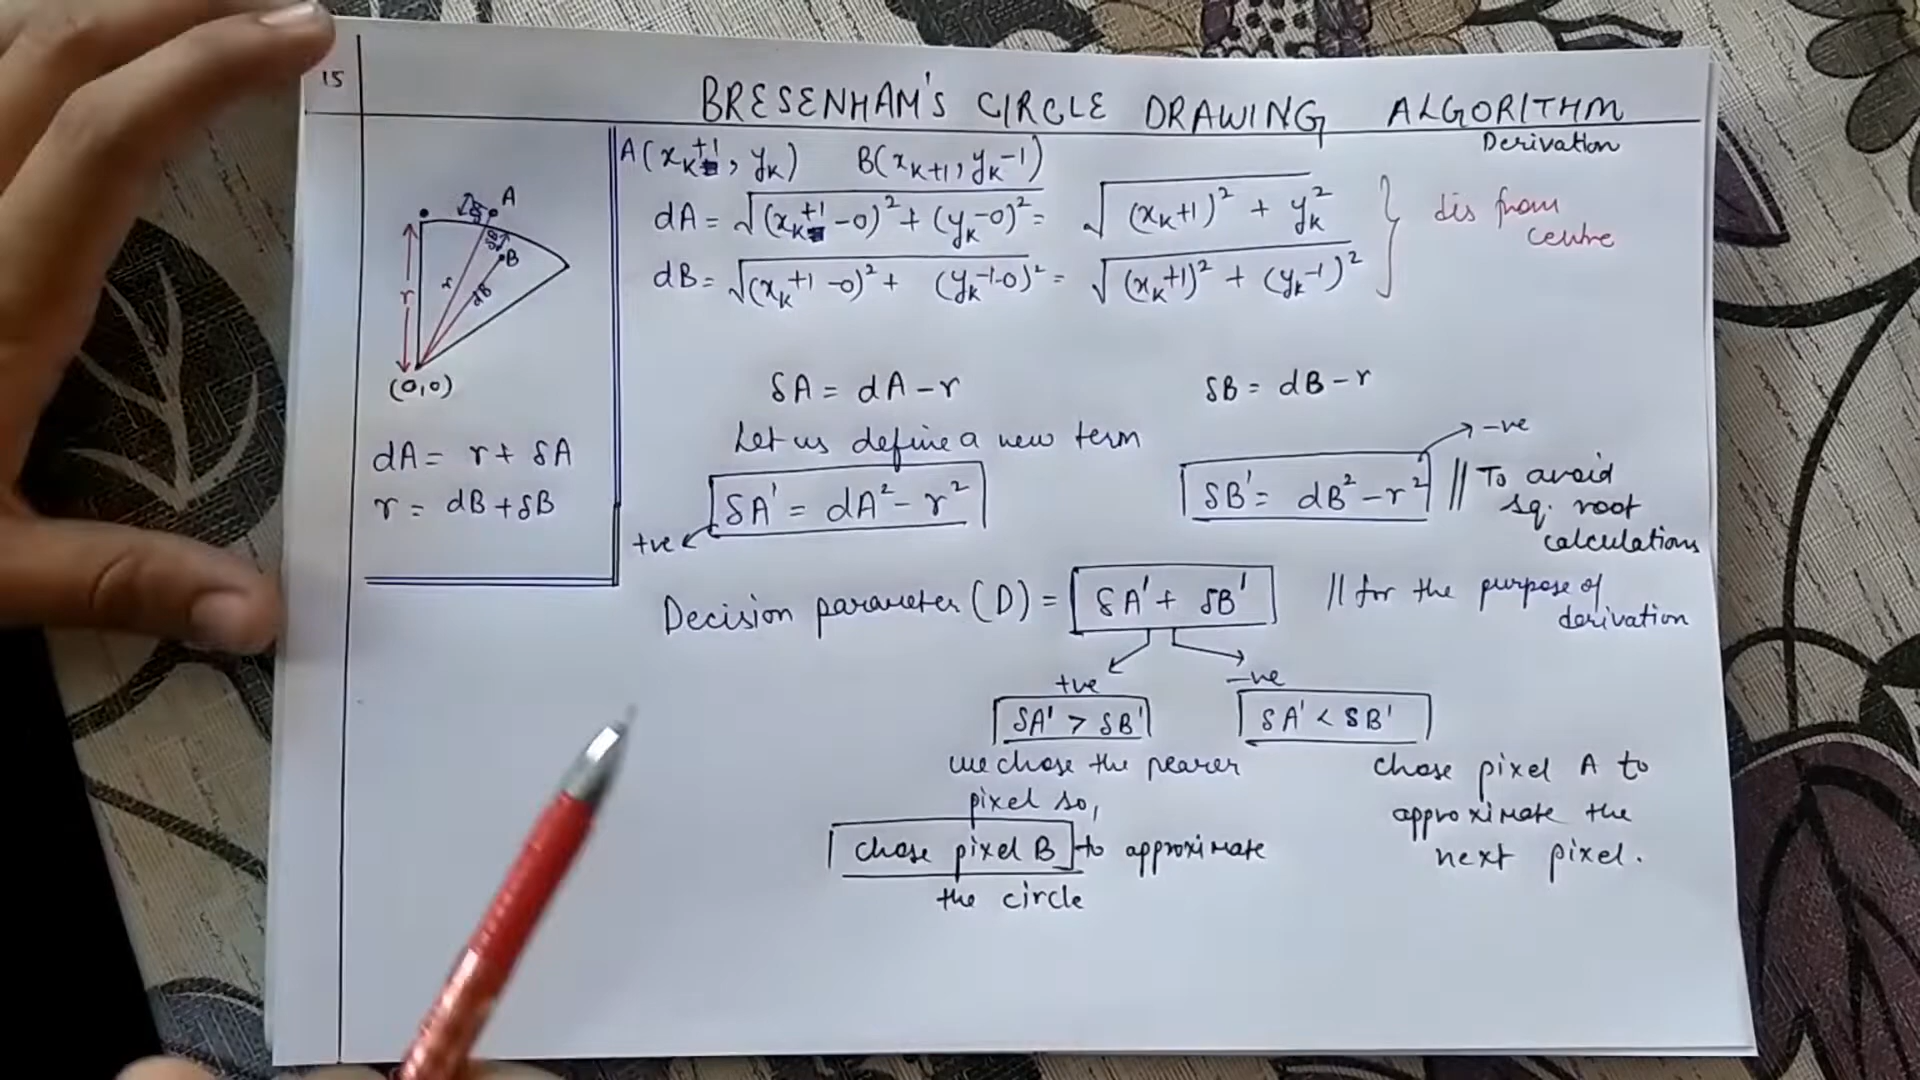 15
BRESENHAM'S CIRCLE DRAWING ALGORITHM
Derivation
A(xₖ+1, yₖ) B(xₖ+1, yₖ-1)
dA = √(xₖ+1 -0)² + (yₖ-0)² = √(xₖ+1)² + yₖ²
dis from
centre
dB = √(xₖ+1 -0)² + (yₖ-1-0)² = √(xₖ+1)² + (yₖ-1)²
A
δB
B
r
r
dB
(0,0)
dA = r + δA
r = dB + δB
δA = dA - r δB = dB - r
Let us define a new term
-ve
δA' = dA² - r² δB' = dB² - r² // To avoid
sq. root
calculations
+ve
Decision parameter (D) = δA' + δB' // for the purpose of
derivation
+ve -ve
δA' > δB' δA' < δB'
we chose the nearer
pixel so,
chose pixel B to approximate
the circle
chose pixel A to
approximate the
next pixel.